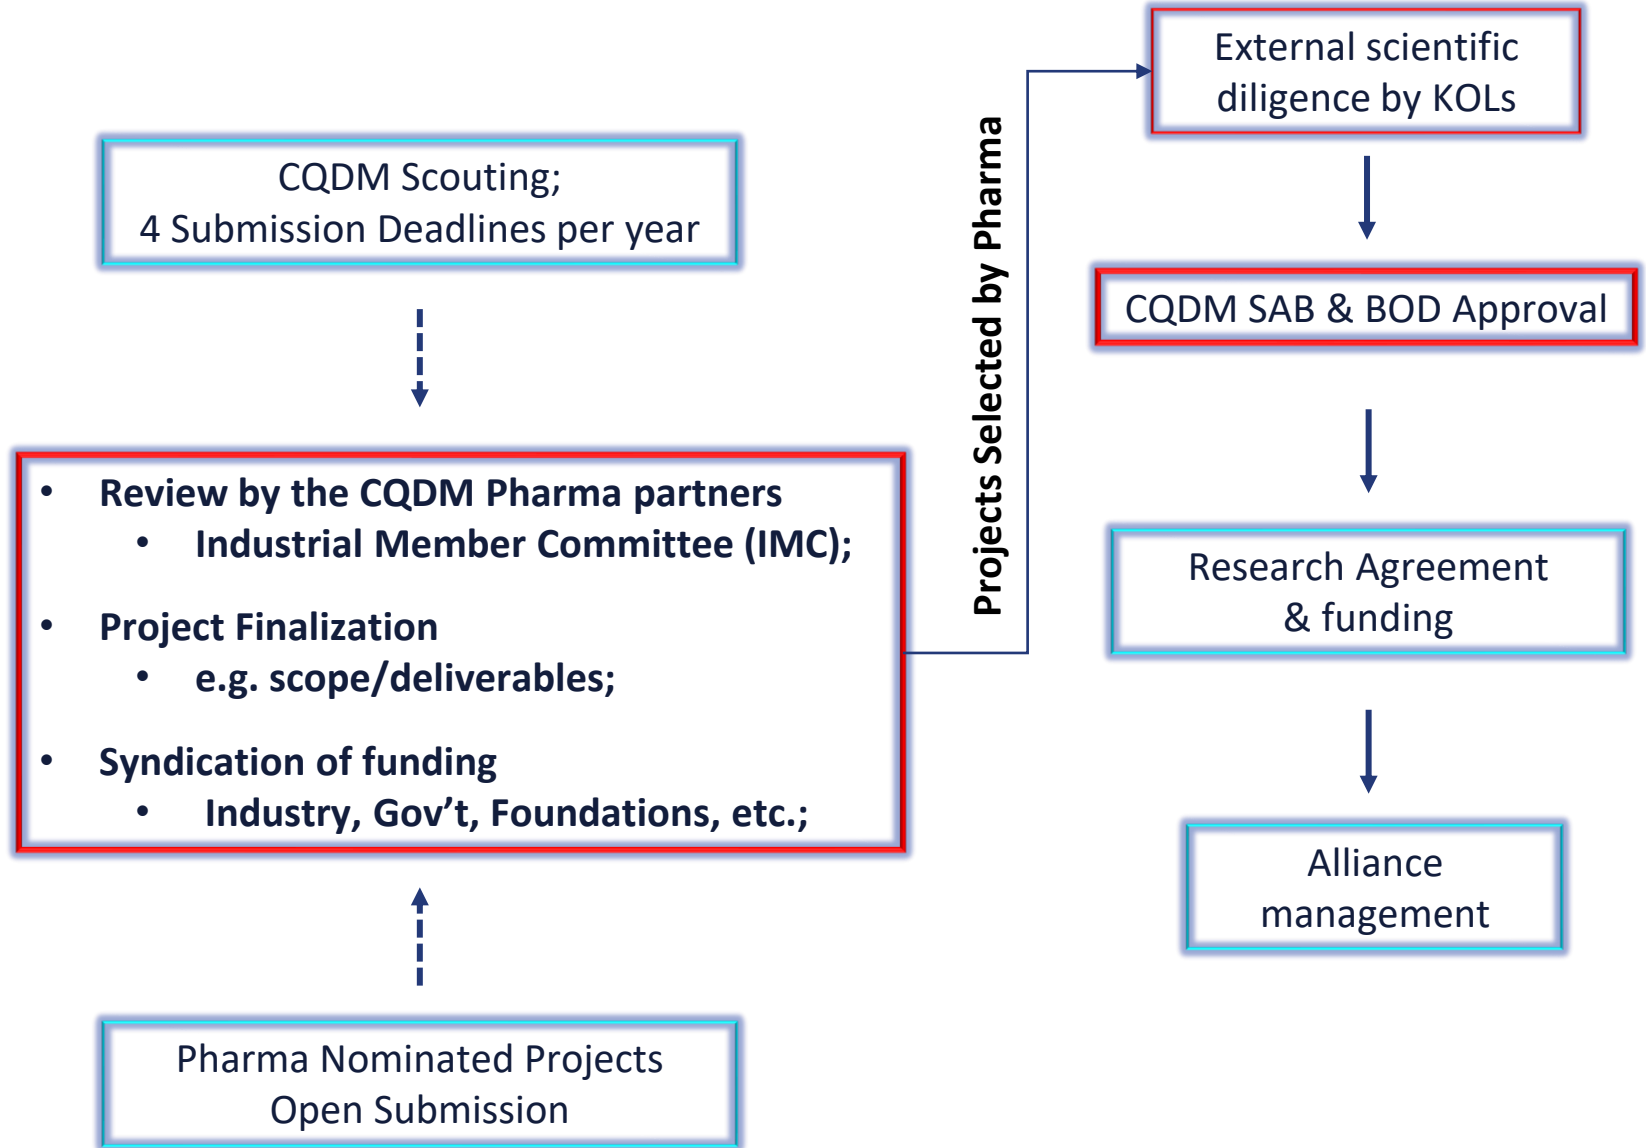 CQDM Scouting;
4 Submission Deadlines per year
• Review by the CQDM Pharma partners
• Industrial Member Committee (IMC);
• Project Finalization
• e.g. scope/deliverables;
• Syndication of funding
• Industry, Gov’t, Foundations, etc.;
Pharma Nominated Projects
Open Submission
Projects Selected by Pharma
External scientific
diligence by KOLs
CQDM SAB & BOD Approval
Research Agreement
& funding
Alliance
management